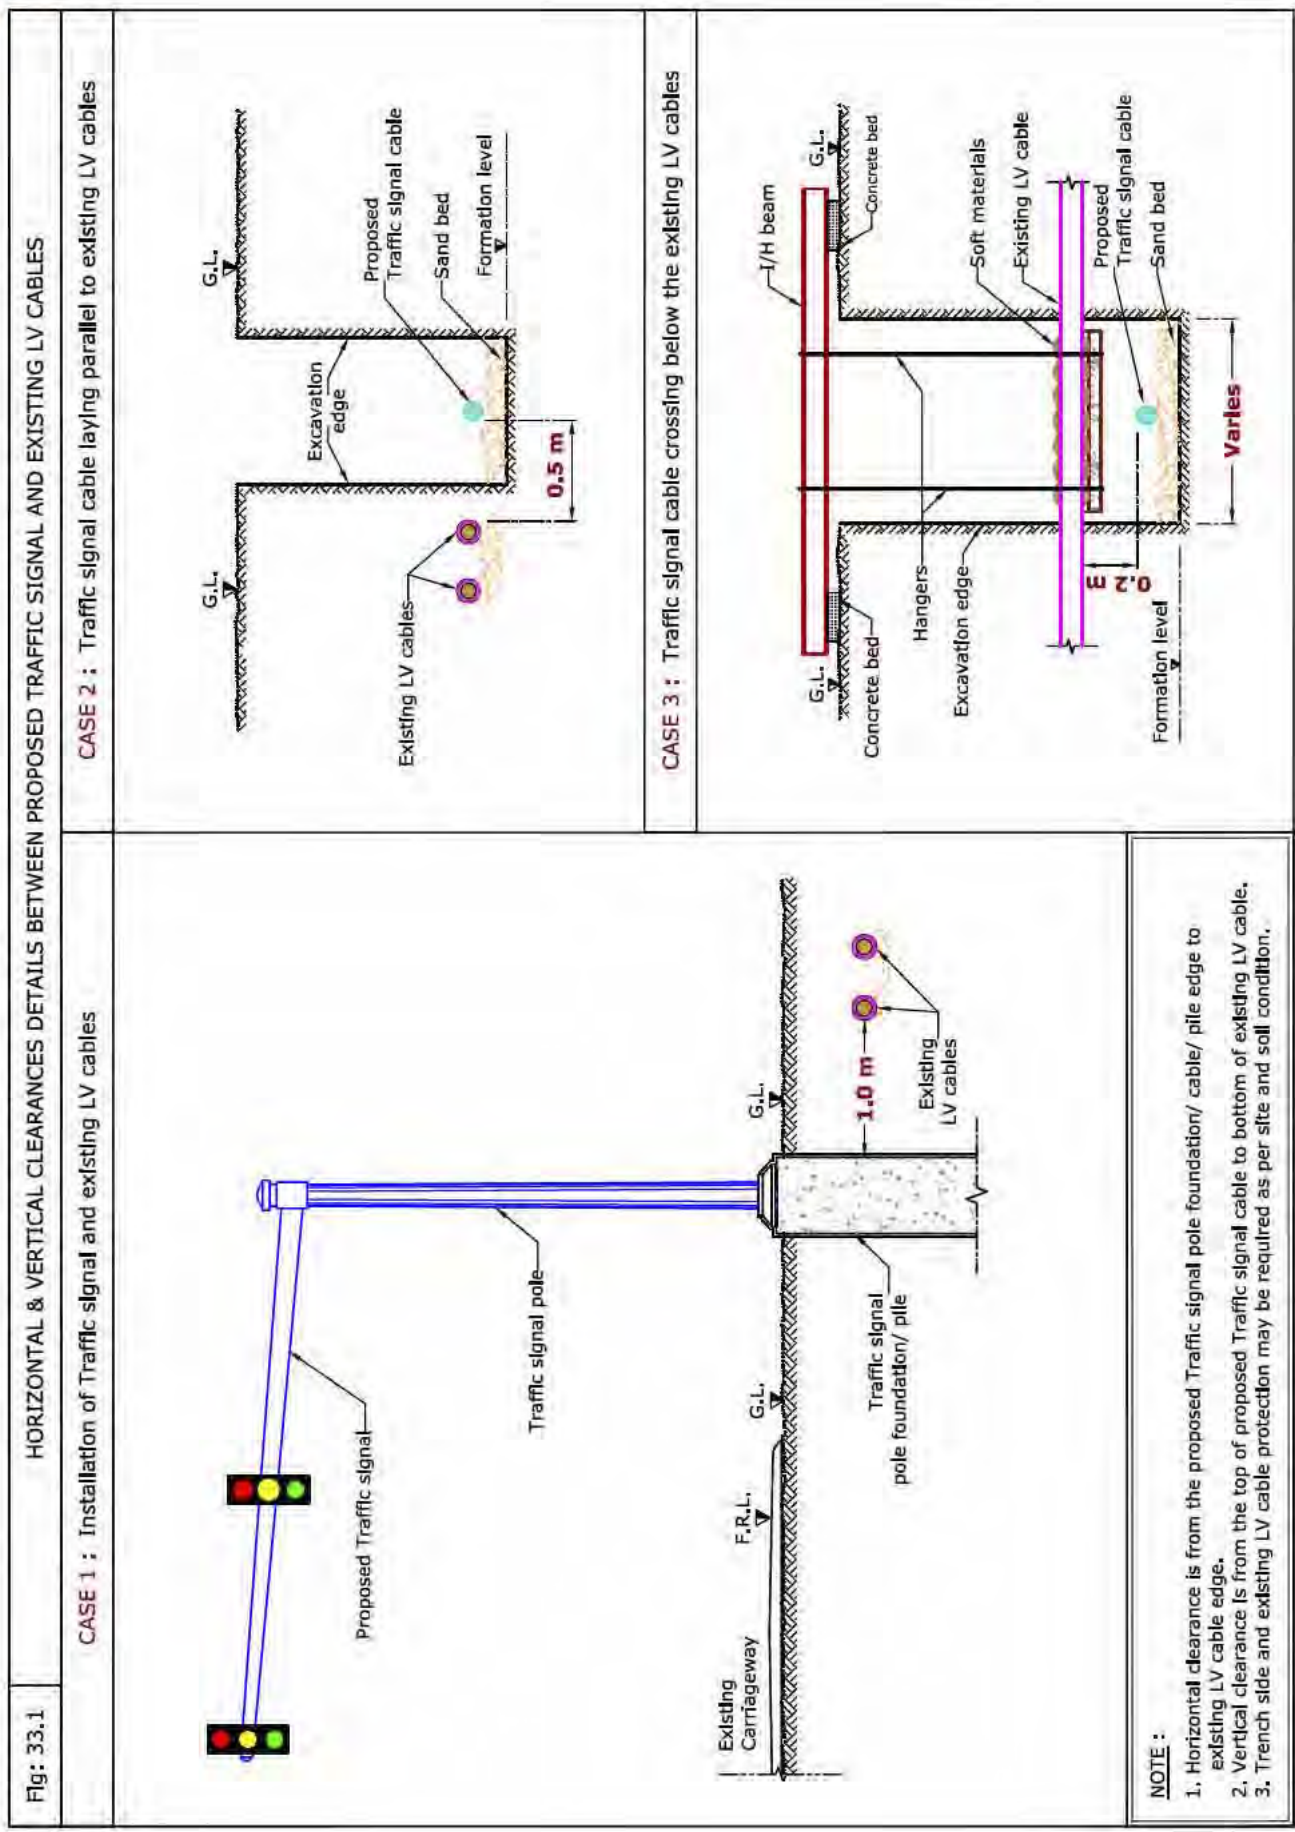 Fig: 33.1
HORIZONTAL & VERTICAL CLEARANCES DETAILS BETWEEN PROPOSED TRAFFIC SIGNAL AND EXISTING LV CABLES
CASE 1 : Installation of Traffic signal and existing LV cables
Proposed Traffic signal
Traffic signal pole
Existing
Carriageway
F.R.L.
G.L.
G.L.
Traffic signal
pole foundation/ pile
1.0 m
Existing
LV cables
CASE 2 : Traffic signal cable laying parallel to existing LV cables
G.L.
G.L.
Excavation
edge
Existing LV cables
Proposed
Traffic signal cable
Sand bed
Formation level
0.5 m
CASE 3 : Traffic signal cable crossing below the existing LV cables
I/H beam
G.L.
G.L.
Concrete bed
Concrete bed
Hangers
Excavation edge
Soft materials
Existing LV cable
Proposed
Traffic signal cable
Sand bed
0.2 m
Formation level
Varies
NOTE :
1. Horizontal clearance is from the proposed Traffic signal pole foundation/ cable/ pile edge to
existing LV cable edge.
2. Vertical clearance is from the top of proposed Traffic signal cable to bottom of existing LV cable.
3. Trench side and existing LV cable protection may be required as per site and soil condition.